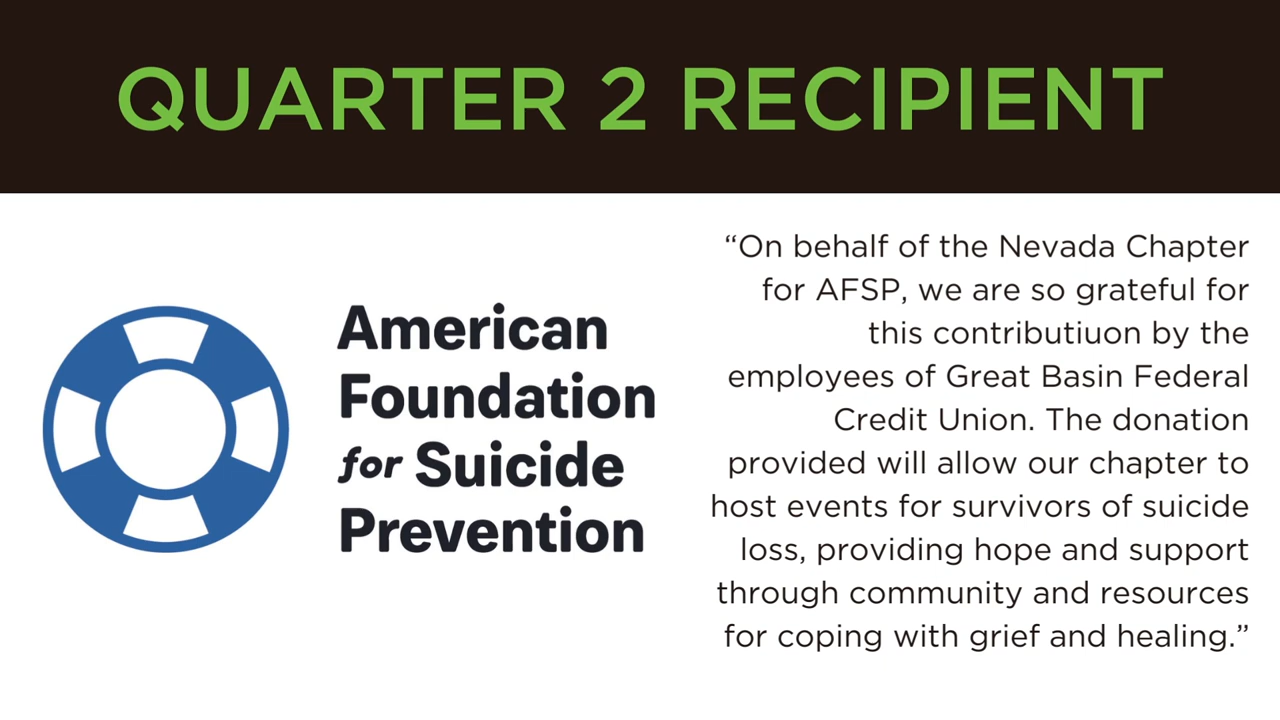 QUARTER 2 RECIPIENT
American
Foundation
for Suicide
Prevention
“On behalf of the Nevada Chapter
for AFSP, we are so grateful for
this contributiuon by the
employees of Great Basin Federal
Credit Union. The donation
provided will allow our chapter to
host events for survivors of suicide
loss, providing hope and support
through community and resources
for coping with grief and healing.”